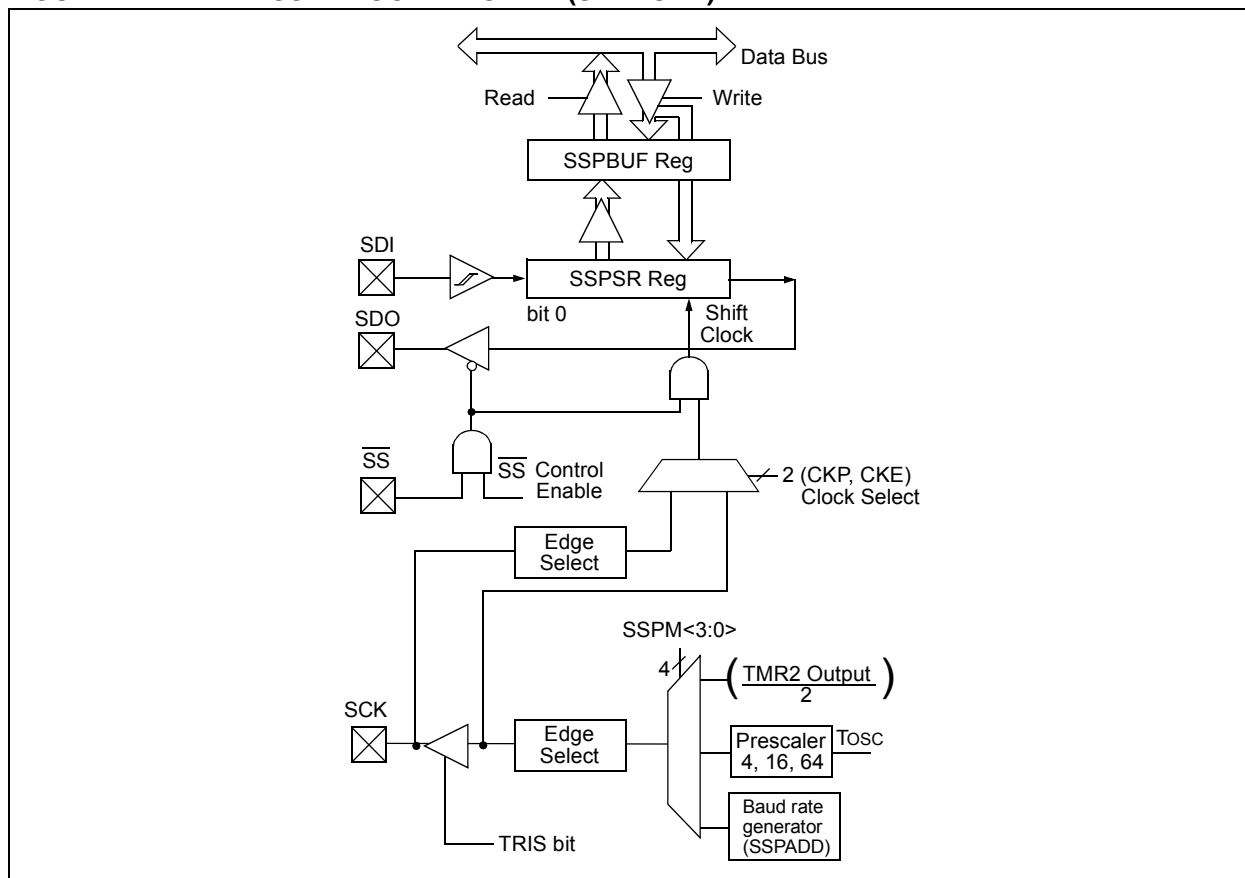 Data Bus
Read
Write
SSPBUF Reg
SDI
SSPSR Reg
bit 0
Shift
Clock
SDO
SS
SS Control
Enable
2 (CKP, CKE)
Clock Select
Edge
Select
SSPM<3:0>
4
(TMR2 Output)
2
SCK
Edge
Select
Prescaler
4, 16, 64
TOSC
Baud rate
generator
(SSPADD)
TRIS bit